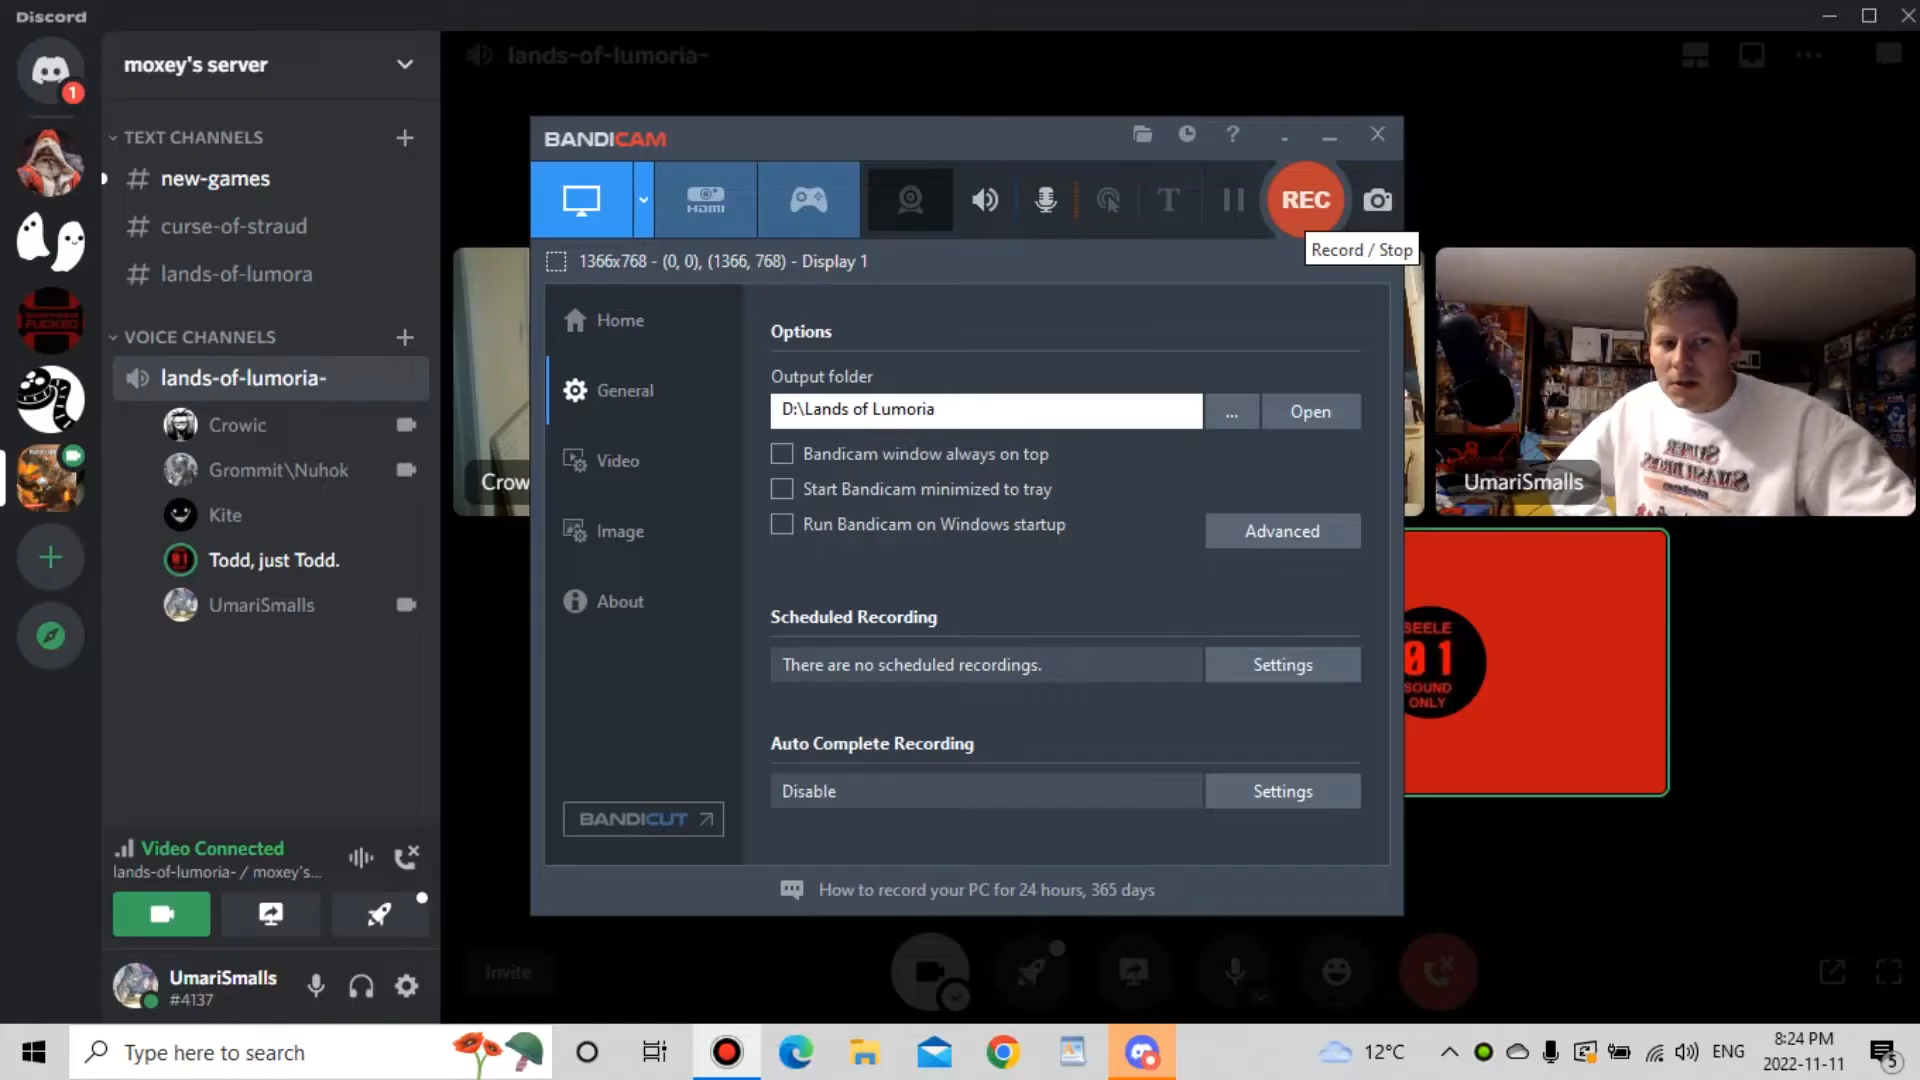 Discord
moxey's server
lands-of-lumoria-
1
TEXT CHANNELS
new-games
curse-of-straud
lands-of-lumora
VOICE CHANNELS
lands-of-lumoria-
Crowic
Grommit\Nuhok
Kite
Todd, just Todd.
UmariSmalls
Video Connected
lands-of-lumoria- / moxey's...
UmariSmalls
#4137
BANDICAM
HDMI
REC
Record / Stop
1366x768 - (0, 0), (1366, 768) - Display 1
Home
General
Video
Image
About
BANDICUT
Options
Output folder
D:\Lands of Lumoria
...
Open
Bandicam window always on top
Start Bandicam minimized to tray
Run Bandicam on Windows startup
Advanced
Scheduled Recording
There are no scheduled recordings.
Settings
Auto Complete Recording
Disable
Settings
How to record your PC for 24 hours, 365 days
Crow
UmariSmalls
SEELE
01
SOUND
ONLY
Invite
Type here to search
12°C
ENG
8:24 PM
2022-11-11
5